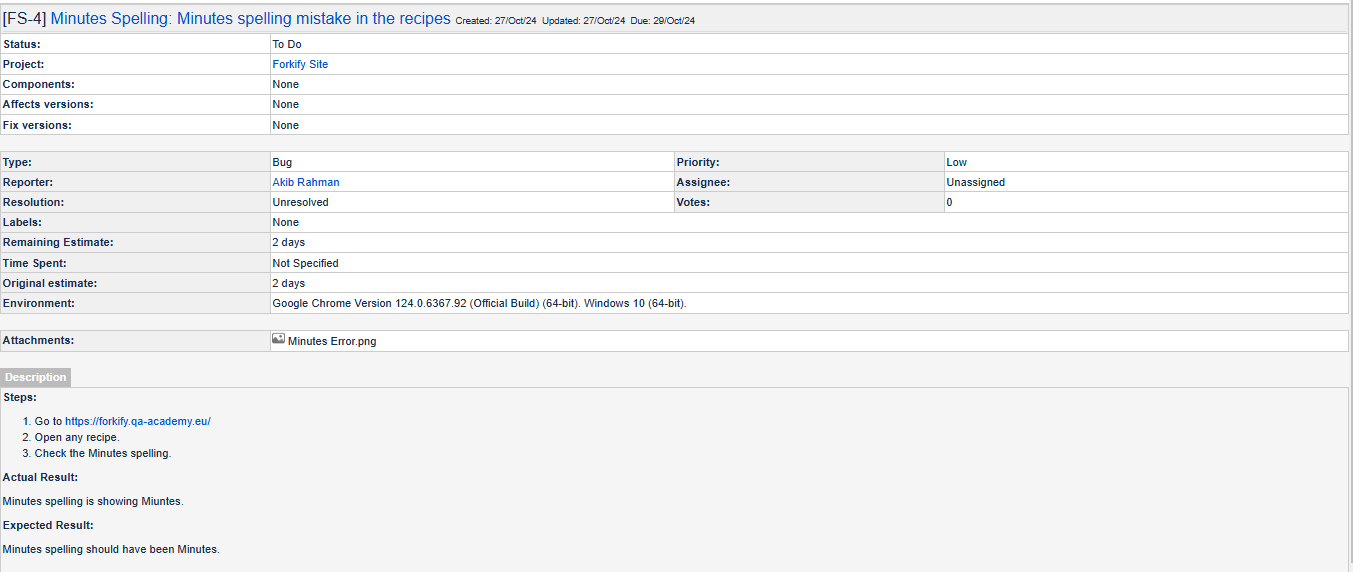 [FS-4] Minutes Spelling: Minutes spelling mistake in the recipes Created: 27/Oct/24 Updated: 27/Oct/24 Due: 29/Oct/24
Status: To Do
Project: Forkify Site
Components: None
Affects versions: None
Fix versions: None
Type: Bug Priority: Low
Reporter: Akib Rahman Assignee: Unassigned
Resolution: Unresolved Votes: 0
Labels: None
Remaining Estimate: 2 days
Time Spent: Not Specified
Original estimate: 2 days
Environment: Google Chrome Version 124.0.6367.92 (Official Build) (64-bit). Windows 10 (64-bit).
Attachments: Minutes Error.png
Description
Steps:
1. Go to https://forkify.qa-academy.eu/
2. Open any recipe.
3. Check the Minutes spelling.
Actual Result:
Minutes spelling is showing Miuntes.
Expected Result:
Minutes spelling should have been Minutes.